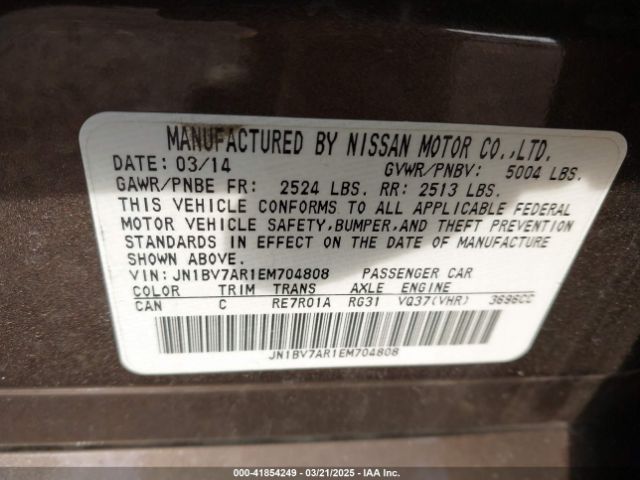 MANUFACTURED BY NISSAN MOTOR CO.,LTD.
DATE: 03/14 GVWR/PNBV: 5004 LBS.
GAWR/PNBE FR: 2524 LBS. RR: 2513 LBS.
THIS VEHICLE CONFORMS TO ALL APPLICABLE FEDERAL
MOTOR VEHICLE SAFETY,BUMPER,AND THEFT PREVENTION
STANDARDS IN EFFECT ON THE DATE OF MANUFACTURE
SHOWN ABOVE.
VIN: JN1BV7AR1EM704808 PASSENGER CAR
COLOR TRIM TRANS AXLE ENGINE
CAN C RE7R01A RG31 VQ37(VHR) 3696CC
JN1BV7AR1EM704808
00-41854249 - 03/21/2025 - IAA Inc.